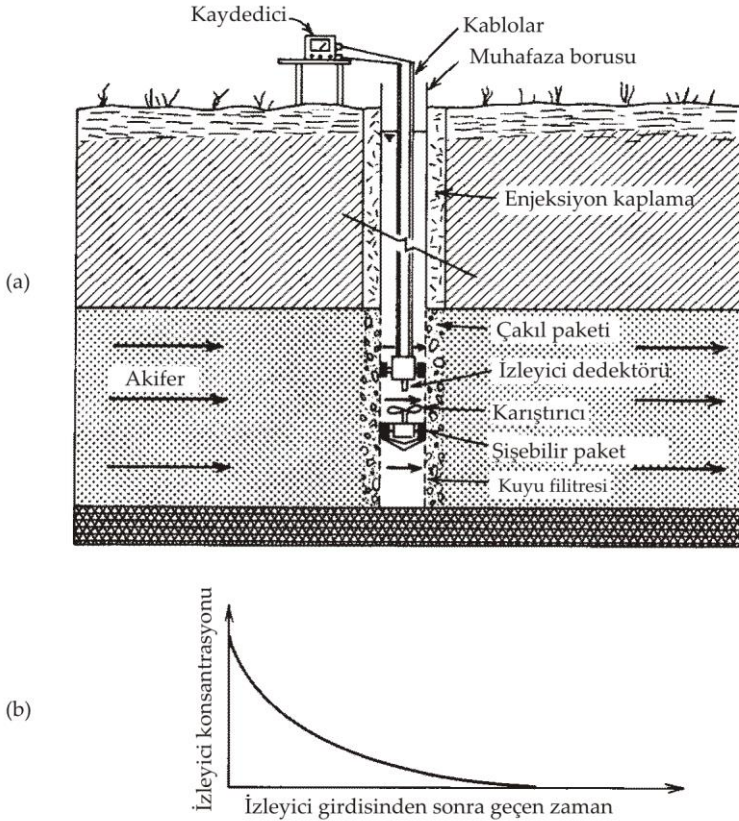 Kaydedici
Kablolar
Muhafaza borusu
Enjeksiyon kaplama
(a)
Çakıl paketi
Akifer
İzleyici dedektörü
Karıştırıcı
Şişebilir paket
Kuyu filitresi
(b)
İzleyici konsantrasyonu
İzleyici girdisinden sonra geçen zaman